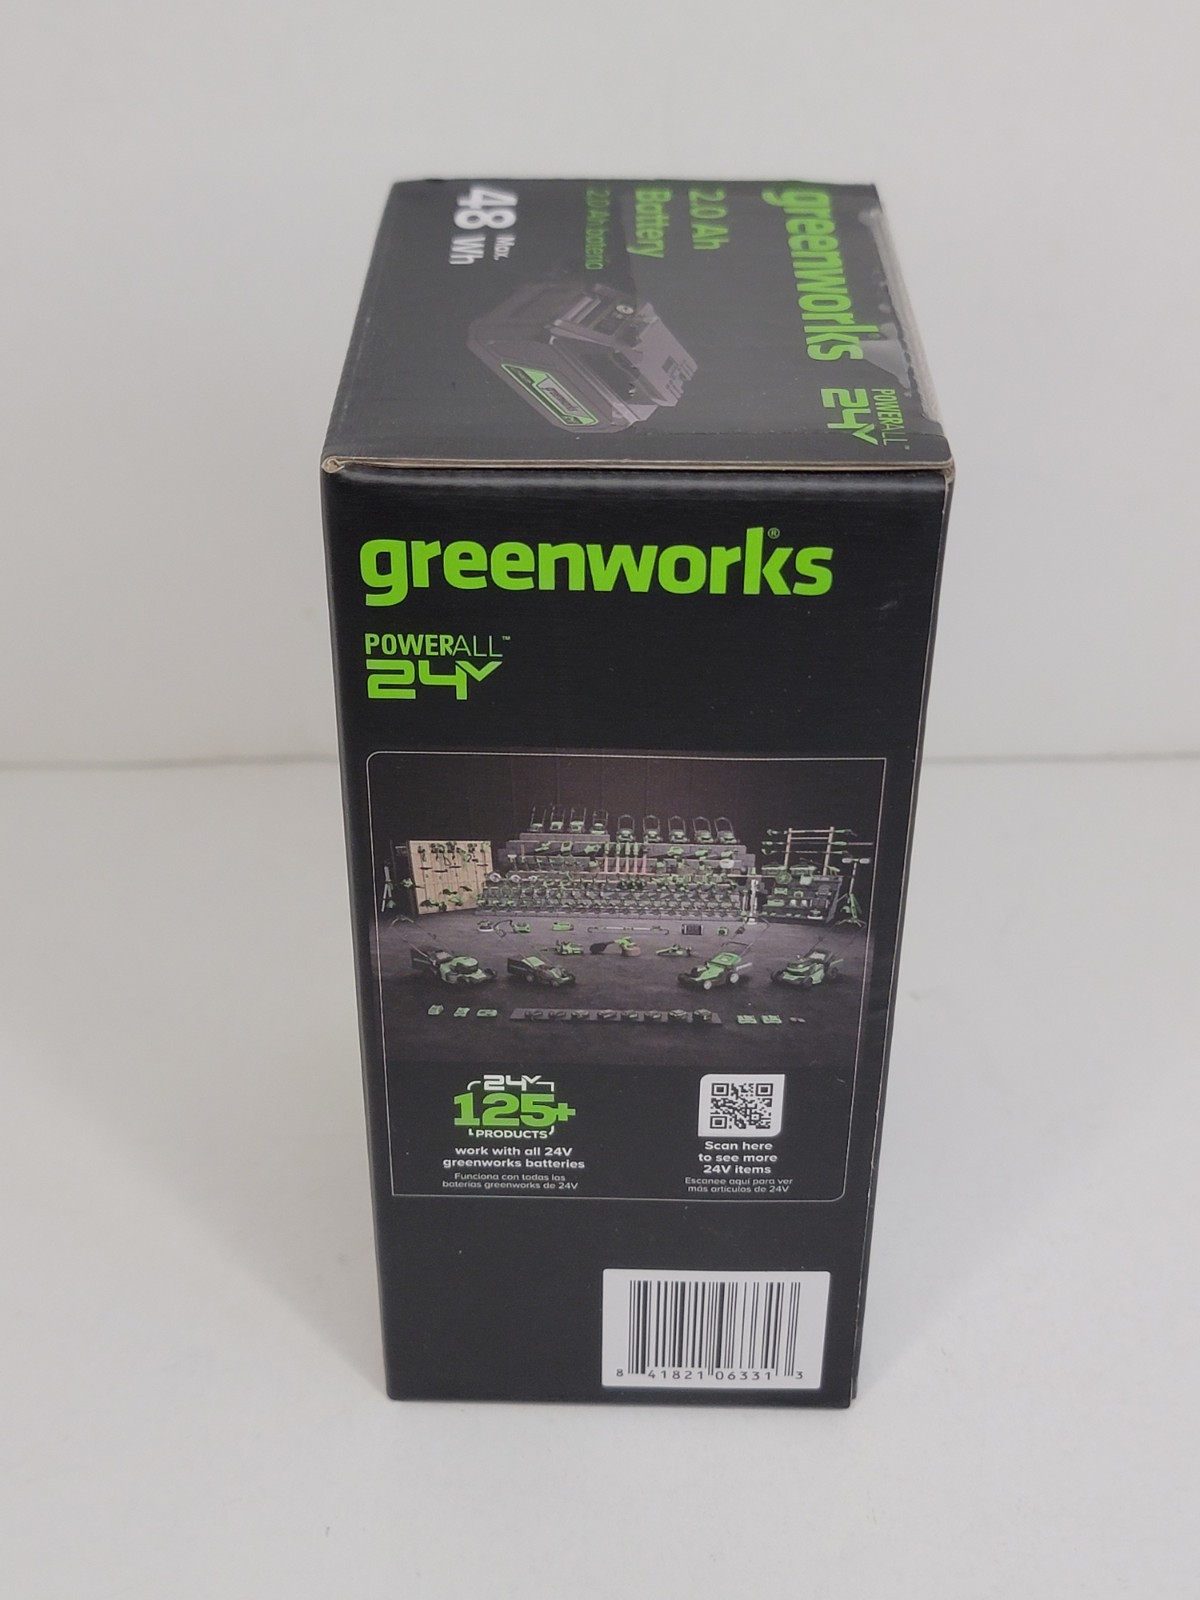 greenworks
POWERALL™
24V
2.0 Ah
Battery
2.0 Ah batería
48 Max. Wh
greenworks®
POWERALL™
24V
24V
125+
PRODUCTS
work with all 24V
greenworks batteries
Funciona con todas las
baterías greenworks de 24V
Scan here
to see more
24V items
Escanee aquí para ver
más artículos de 24V
8 41821 06331 3